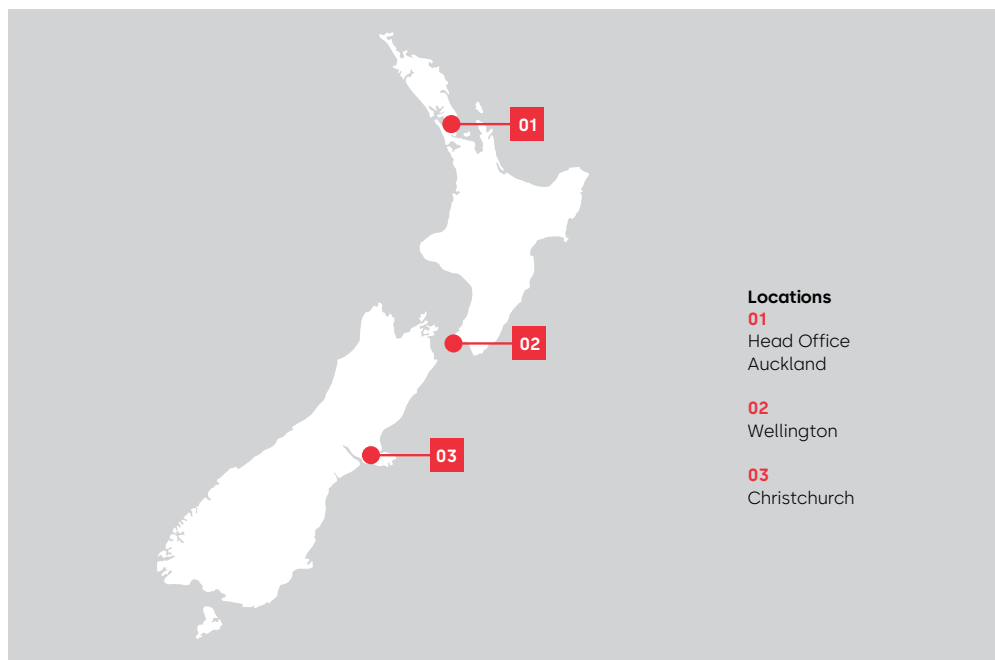 01
02
03
Locations
01
Head Office
Auckland
02
Wellington
03
Christchurch